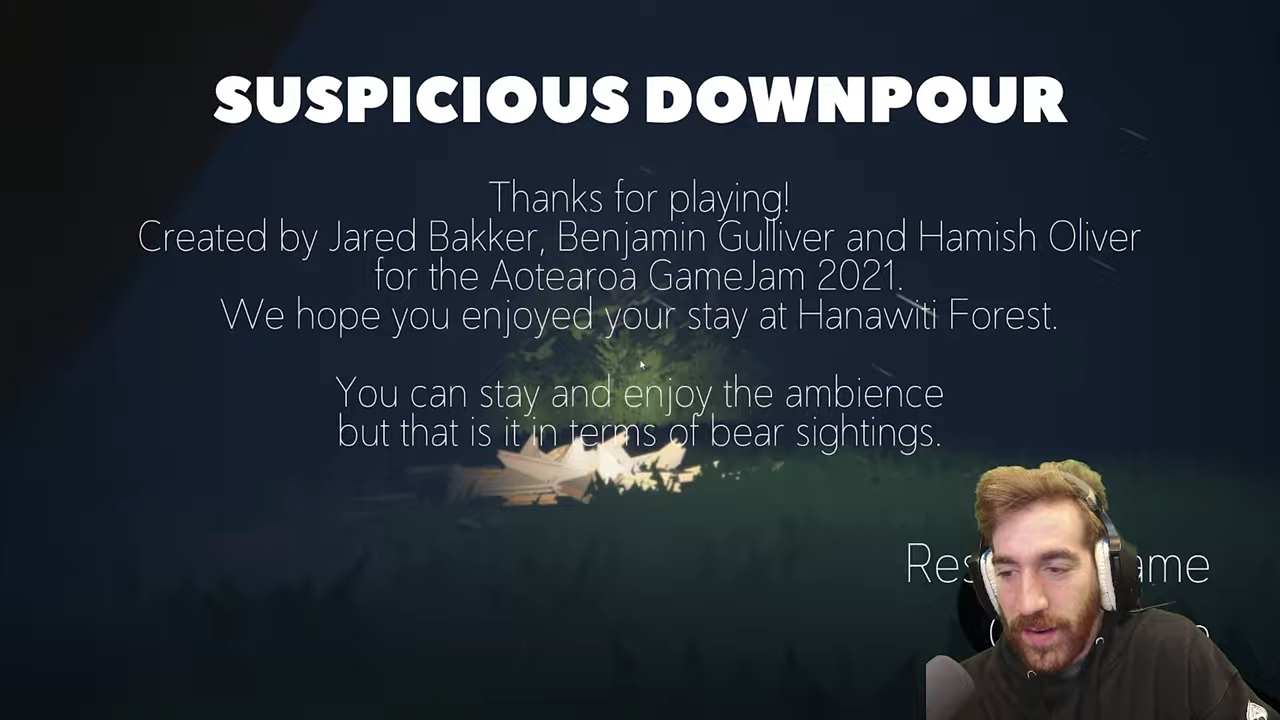 SUSPICIOUS DOWNPOUR
Thanks for playing!
Created by Jared Bakker, Benjamin Gulliver and Hamish Oliver
for the Aotearoa GameJam 2021.
We hope you enjoyed your stay at Hanawiti Forest.
You can stay and enjoy the ambience
but that is it in terms of bear sightings.